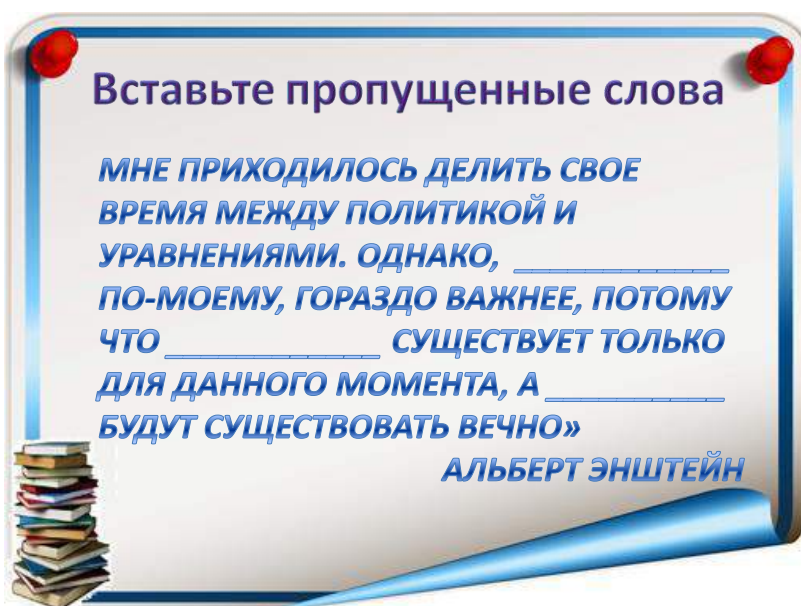 Вставьте пропущенные слова
МНЕ ПРИХОДИЛОСЬ ДЕЛИТЬ СВОЕ
ВРЕМЯ МЕЖДУ ПОЛИТИКОЙ И
УРАВНЕНИЯМИ. ОДНАКО, ____________
ПО-МОЕМУ, ГОРАЗДО ВАЖНЕЕ, ПОТОМУ
ЧТО ____________ СУЩЕСТВУЕТ ТОЛЬКО
ДЛЯ ДАННОГО МОМЕНТА, А __________
БУДУТ СУЩЕСТВОВАТЬ ВЕЧНО»
АЛЬБЕРТ ЭНШТЕЙН